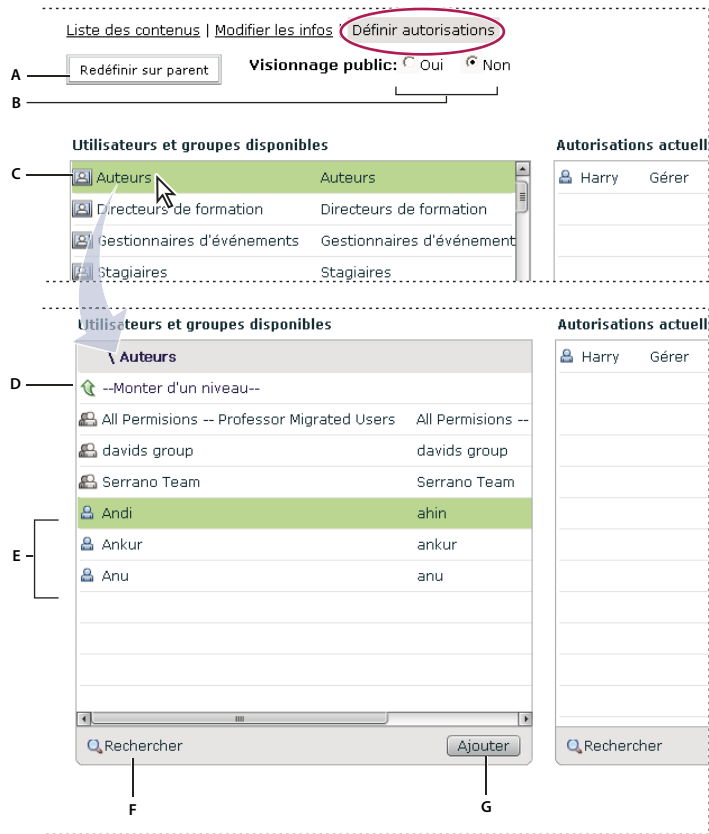 Liste des contenus | Modifier les infos | Définir autorisations
A
Redéfinir sur parent
Visionnage public: Oui Non
B
Utilisateurs et groupes disponibles
Autorisations actuell
C
Auteurs Auteurs
Harry Gérer
Directeurs de formation Directeurs de formation
Gestionnaires d'événements Gestionnaires d'événement
Stagiaires Stagiaires
Utilisateurs et groupes disponibles
Autorisations actuell
\ Auteurs
Harry Gérer
D
--Monter d'un niveau--
All Permisions -- Professor Migrated Users All Permissions --
davids group davids group
Serrano Team Serrano Team
Andi ahin
E
Ankur ankur
Anu anu
Rechercher
Ajouter
Rechercher
F
G